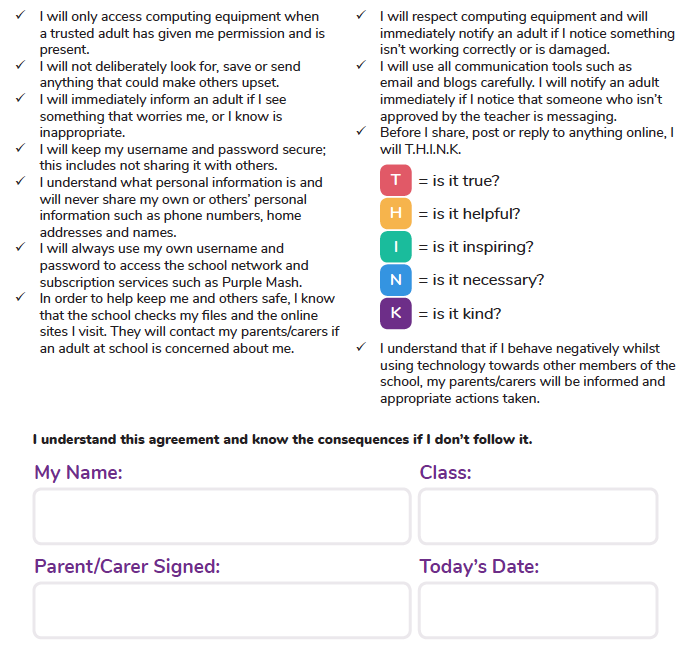 ✓ I will only access computing equipment when
a trusted adult has given me permission and is
present.
✓ I will not deliberately look for, save or send
anything that could make others upset.
✓ I will immediately inform an adult if I see
something that worries me, or I know is
inappropriate.
✓ I will keep my username and password secure;
this includes not sharing it with others.
✓ I understand what personal information is and
will never share my own or others’ personal
information such as phone numbers, home
addresses and names.
✓ I will always use my own username and
password to access the school network and
subscription services such as Purple Mash.
✓ In order to help keep me and others safe, I know
that the school checks my files and the online
sites I visit. They will contact my parents/carers if
an adult at school is concerned about me.
✓ I will respect computing equipment and will
immediately notify an adult if I notice something
isn’t working correctly or is damaged.
✓ I will use all communication tools such as
email and blogs carefully. I will notify an adult
immediately if I notice that someone who isn’t
approved by the teacher is messaging.
✓ Before I share, post or reply to anything online, I
will T.H.I.N.K.
T = is it true?
H = is it helpful?
I = is it inspiring?
N = is it necessary?
K = is it kind?
✓ I understand that if I behave negatively whilst
using technology towards other members of the
school, my parents/carers will be informed and
appropriate actions taken.
I understand this agreement and know the consequences if I don’t follow it.
My Name: Class:
Parent/Carer Signed: Today’s Date: